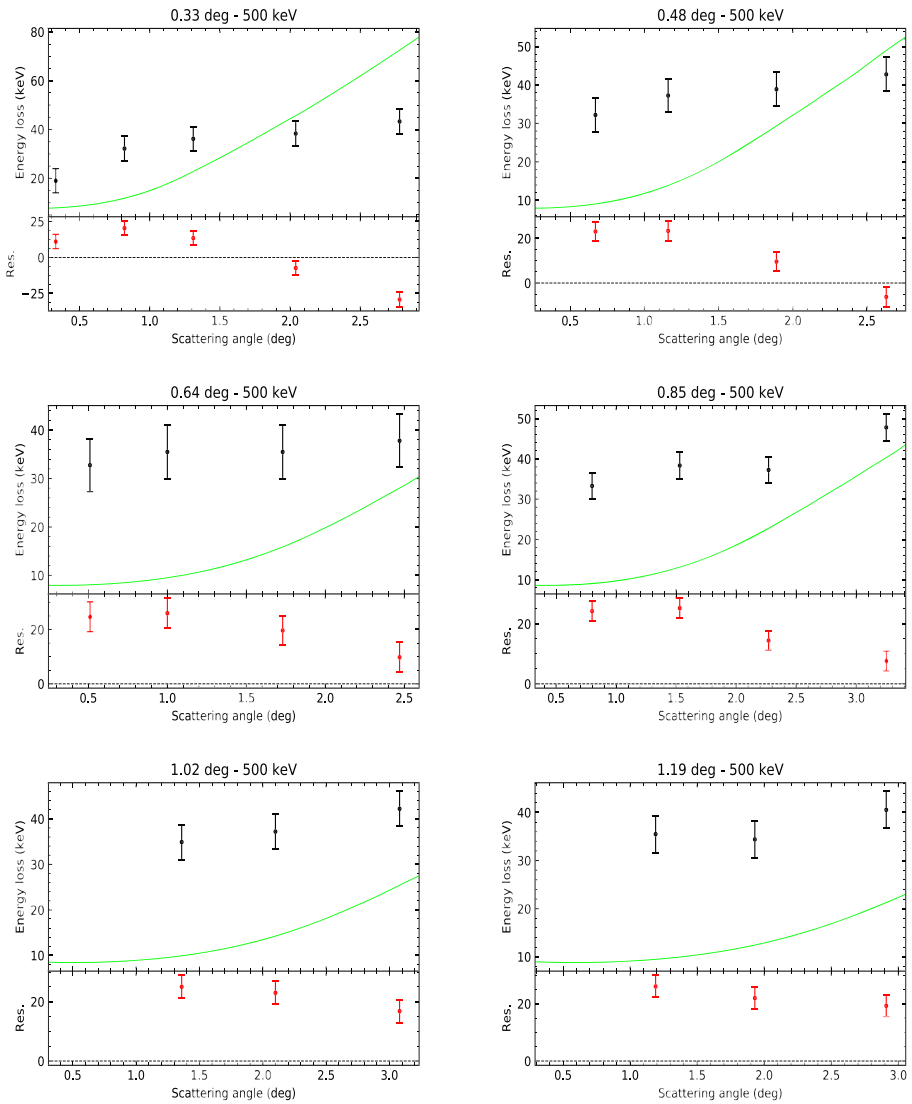 0.33 deg - 500 keV
80
60
40
20
Energy loss (keV)
25
0
−25
Res.
0.5 1.0 1.5 2.0 2.5
Scattering angle (deg)
0.48 deg - 500 keV
50
40
30
20
10
Energy loss (keV)
20
0
Res.
0.5 1.0 1.5 2.0 2.5
Scattering angle (deg)
0.64 deg - 500 keV
40
30
20
10
Energy loss (keV)
20
0
Res.
0.5 1.0 1.5 2.0 2.5
Scattering angle (deg)
0.85 deg - 500 keV
50
40
30
20
10
Energy loss (keV)
20
0
Res.
0.5 1.0 1.5 2.0 2.5 3.0
Scattering angle (deg)
1.02 deg - 500 keV
40
30
20
10
Energy loss (keV)
20
0
Res.
0.5 1.0 1.5 2.0 2.5 3.0
Scattering angle (deg)
1.19 deg - 500 keV
40
30
20
10
Energy loss (keV)
20
0
Res.
0.5 1.0 1.5 2.0 2.5 3.0
Scattering angle (deg)